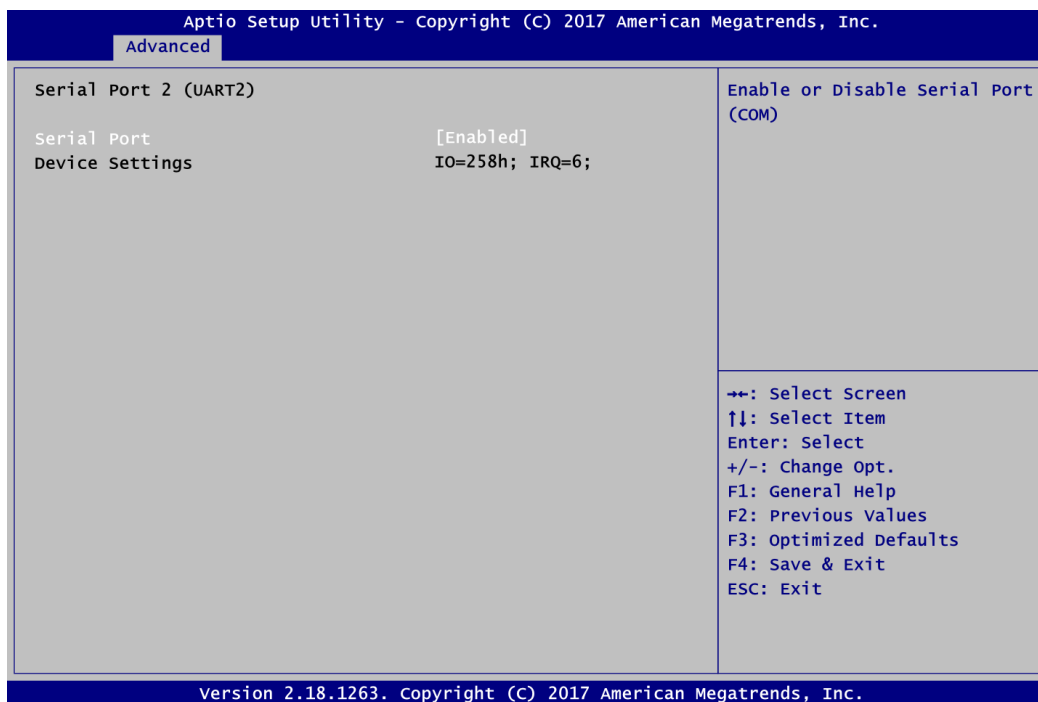 Aptio Setup Utility - Copyright (C) 2017 American Megatrends, Inc.
Advanced
Serial Port 2 (UART2)
Serial Port [Enabled]
Device Settings IO=258h; IRQ=6;
Enable or Disable Serial Port
(COM)
→←: Select Screen
↑↓: Select Item
Enter: Select
+/-: Change Opt.
F1: General Help
F2: Previous Values
F3: Optimized Defaults
F4: Save & Exit
ESC: Exit
Version 2.18.1263. Copyright (C) 2017 American Megatrends, Inc.